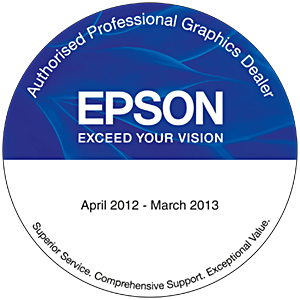 Authorised Professional Graphics Dealer
EPSON
EXCEED YOUR VISION
April 2012 - March 2013
Superior Service. Comprehensive Support. Exceptional Value.